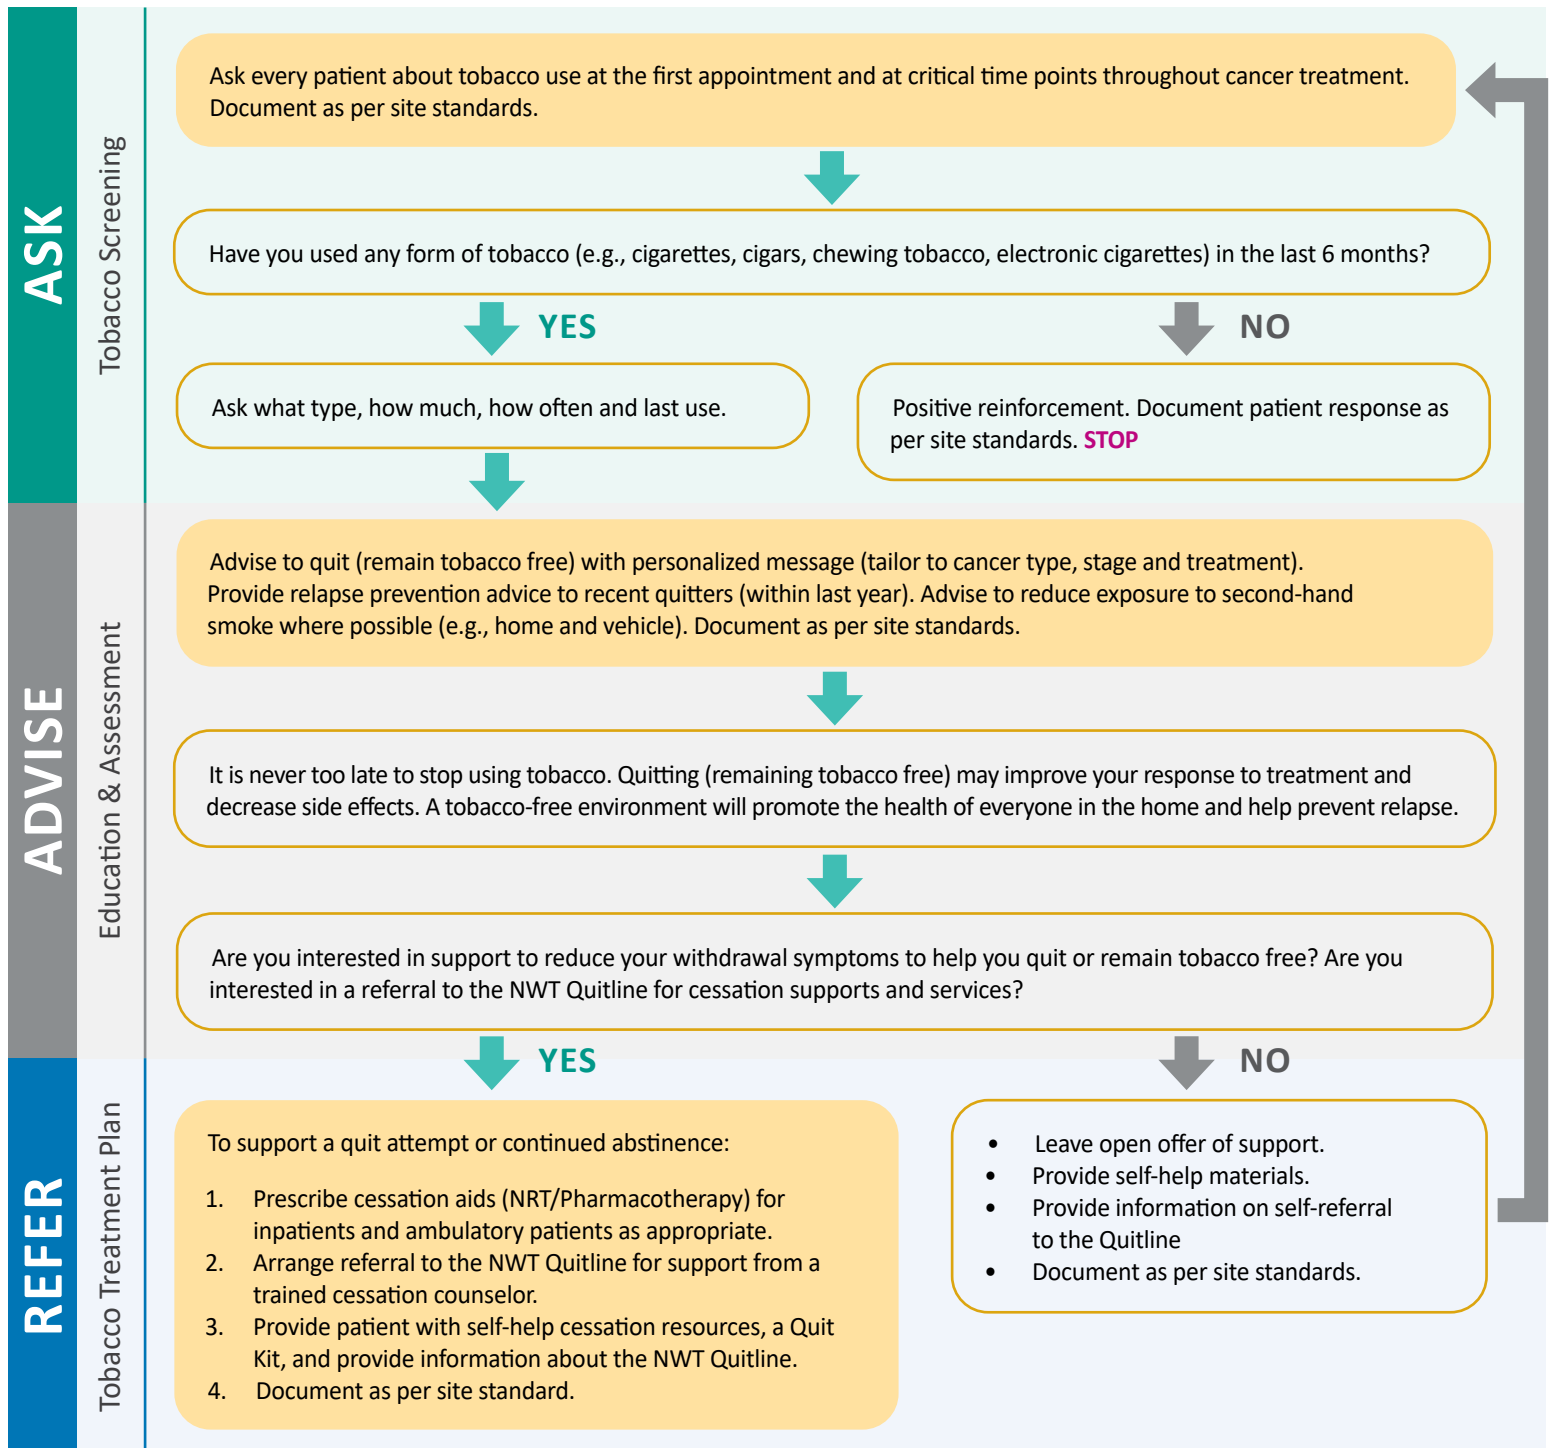 ASK
Tobacco Screening
Ask every patient about tobacco use at the first appointment and at critical time points throughout cancer treatment.
Document as per site standards.
Have you used any form of tobacco (e.g., cigarettes, cigars, chewing tobacco, electronic cigarettes) in the last 6 months?
YES
NO
Ask what type, how much, how often and last use.
Positive reinforcement. Document patient response as
per site standards. STOP
ADVISE
Education & Assessment
Advise to quit (remain tobacco free) with personalized message (tailor to cancer type, stage and treatment).
Provide relapse prevention advice to recent quitters (within last year). Advise to reduce exposure to second-hand
smoke where possible (e.g., home and vehicle). Document as per site standards.
It is never too late to stop using tobacco. Quitting (remaining tobacco free) may improve your response to treatment and
decrease side effects. A tobacco-free environment will promote the health of everyone in the home and help prevent relapse.
Are you interested in support to reduce your withdrawal symptoms to help you quit or remain tobacco free? Are you
interested in a referral to the NWT Quitline for cessation supports and services?
YES
NO
REFER
Tobacco Treatment Plan
To support a quit attempt or continued abstinence:
1. Prescribe cessation aids (NRT/Pharmacotherapy) for
inpatients and ambulatory patients as appropriate.
2. Arrange referral to the NWT Quitline for support from a
trained cessation counselor.
3. Provide patient with self-help cessation resources, a Quit
Kit, and provide information about the NWT Quitline.
4. Document as per site standard.
• Leave open offer of support.
• Provide self-help materials.
• Provide information on self-referral
to the Quitline
• Document as per site standards.